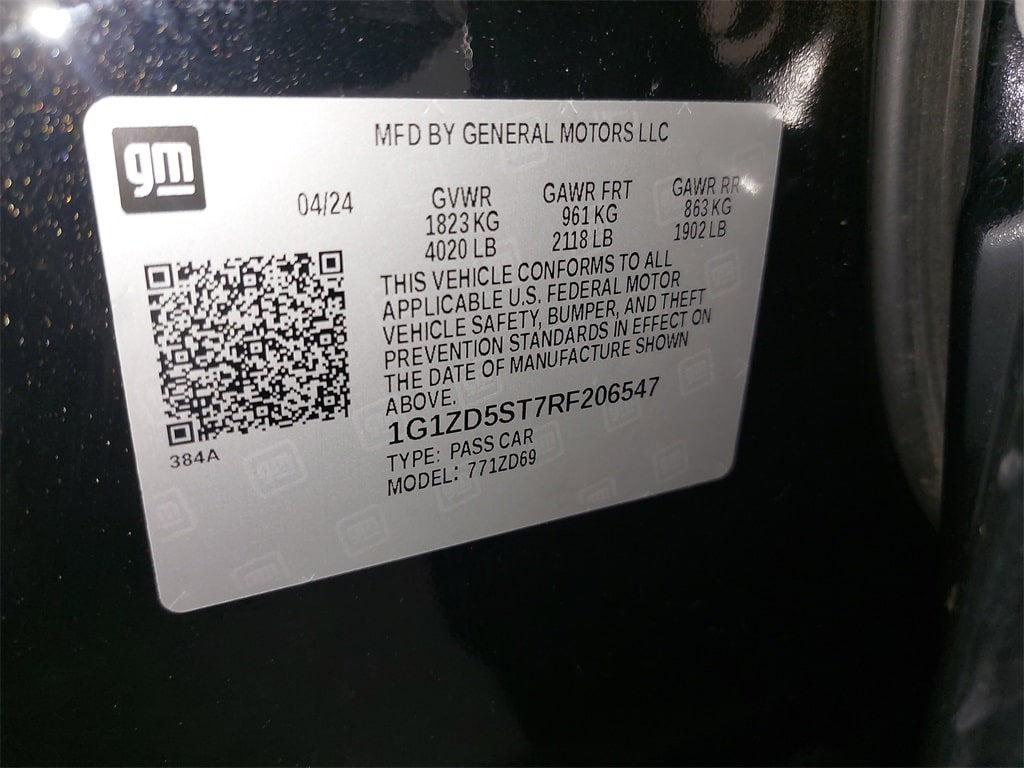 gm
MFD BY GENERAL MOTORS LLC
04/24
GVWR
1823 KG
4020 LB
GAWR FRT
961 KG
2118 LB
GAWR RR
863 KG
1902 LB
THIS VEHICLE CONFORMS TO ALL
APPLICABLE U.S. FEDERAL MOTOR
VEHICLE SAFETY, BUMPER, AND THEFT
PREVENTION STANDARDS IN EFFECT ON
THE DATE OF MANUFACTURE SHOWN
ABOVE.
1G1ZD5ST7RF206547
TYPE: PASS CAR
MODEL: 771ZD69
384A